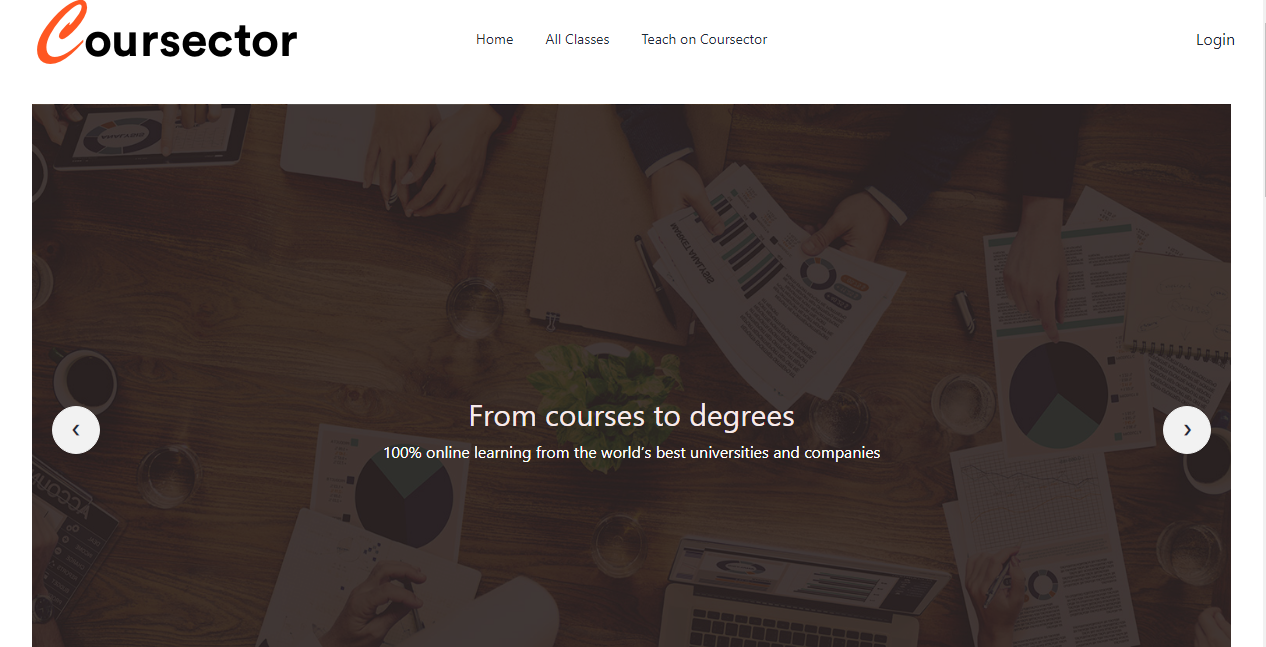 Coursector
Home
All Classes
Teach on Coursector
Login
From courses to degrees
100% online learning from the world's best universities and companies